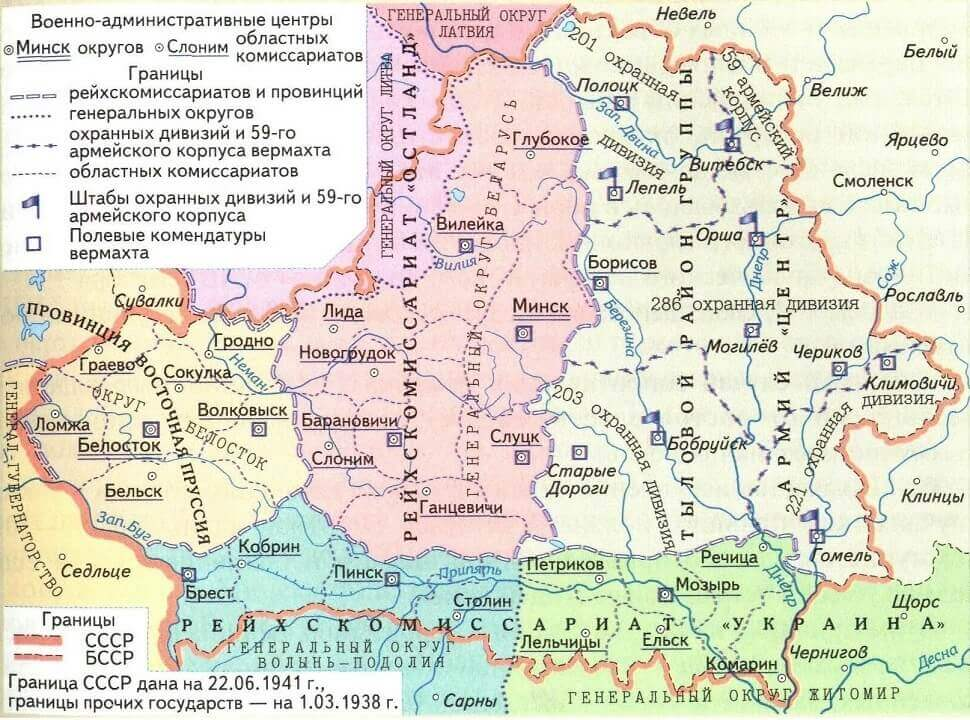 Военно-административные центры
Минск округов Слоним областных комиссариатов
Границы
рейхскомиссариатов и провинций
генеральных округов
охранных дивизий и 59-го
армейского корпуса вермахта
областных комиссариатов
Штабы охранных дивизий и 59-го
армейского корпуса
Полевые комендатуры
вермахта
ГЕНЕРАЛЬНЫЙ ОКРУГ
ЛАТВИЯ
ГЕНЕРАЛЬНЫЙ ОКРУГ ЛИТВА
РЕЙХСКОМИССАРИАТ «ОСТЛАНД»
ГЕНЕРАЛЬНЫЙ ОКРУГ БЕЛАРУСЬ
ТЫЛОВОЙ РАЙОН ГРУППЫ
АРМИЙ «ЦЕНТР»
201 охранная
дивизия
59 армейский
корпус
Невель
Белый
Велиж
Ярцево
Смоленск
Рославль
Полоцк
Зап. Двина
Витебск
Глубокое
Лепель
Орша
Вилейка
Вилия
Борисов
Березина
Днепр
Сож
286 охранная дивизия
Минск
Могилёв
Чериков
Климовичи
221 охранная
дивизия
203 охранная
дивизия
Сувалки
ПРОВИНЦИЯ ВОСТОЧНАЯ ПРУССИЯ
Лида
Гродно
Неман
Новогрудок
Граево
Сокулка
ОКРУГ
БЕЛОСТОК
Волковыск
Барановичи
Ломжа
Белосток
Слоним
Слуцк
Старые
Дороги
Бобруйск
Бельск
Ганцевичи
Клинцы
ГЕНЕРАЛ-ГУБЕРНАТОРСТВО
Зап.Буг
Седльце
Кобрин
Брест
Пинск
Припять
Петриков
Речица
Гомель
Мозырь
Днепр
Столин
Щорс
РЕЙХСКОМИССАРИАТ «УКРАИНА»
ГЕНЕРАЛЬНЫЙ ОКРУГ
ВОЛЫНЬ-ПОДОЛИЯ
Лельчицы
Ельск
Комарин
Чернигов
Десна
Сарны
ГЕНЕРАЛЬНЫЙ ОКРУГ ЖИТОМИР
Границы
СССР
БССР
Граница СССР дана на 22.06.1941 г.,
границы прочих государств — на 1.03.1938 г.